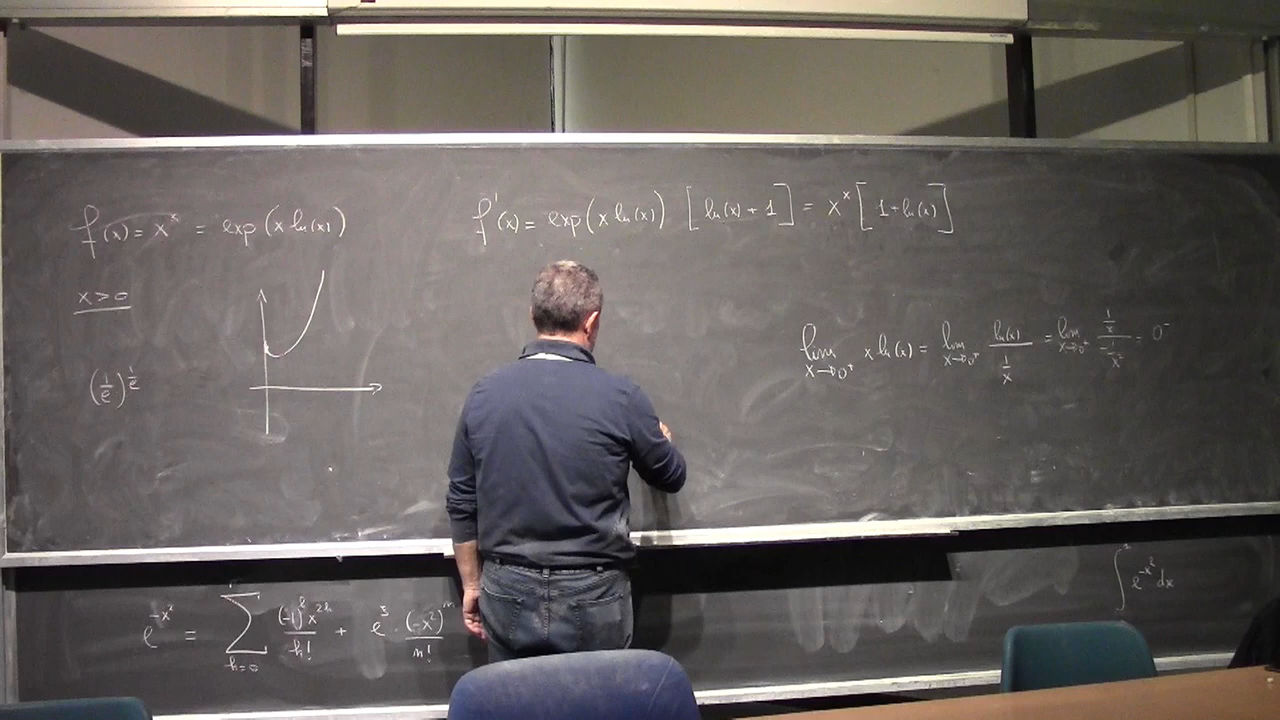 f(x) = x^x = exp(x ln(x))
f'(x) = exp(x ln(x)) [ln(x) + 1] = x^x [1 + ln(x)]
x > 0
(1/e)^(1/e)
lim_{x→0⁺} x ln(x) = lim_{x→0⁺} ln(x) / (1/x) = lim_{x→0⁺} (1/x) / (-1/x²) = 0⁻
e^{-x²} = ∑_{k=0} (-1)^k x^{2k} / k! + e^ξ · (-x²)^n / n!
∫ e^{-x²} dx